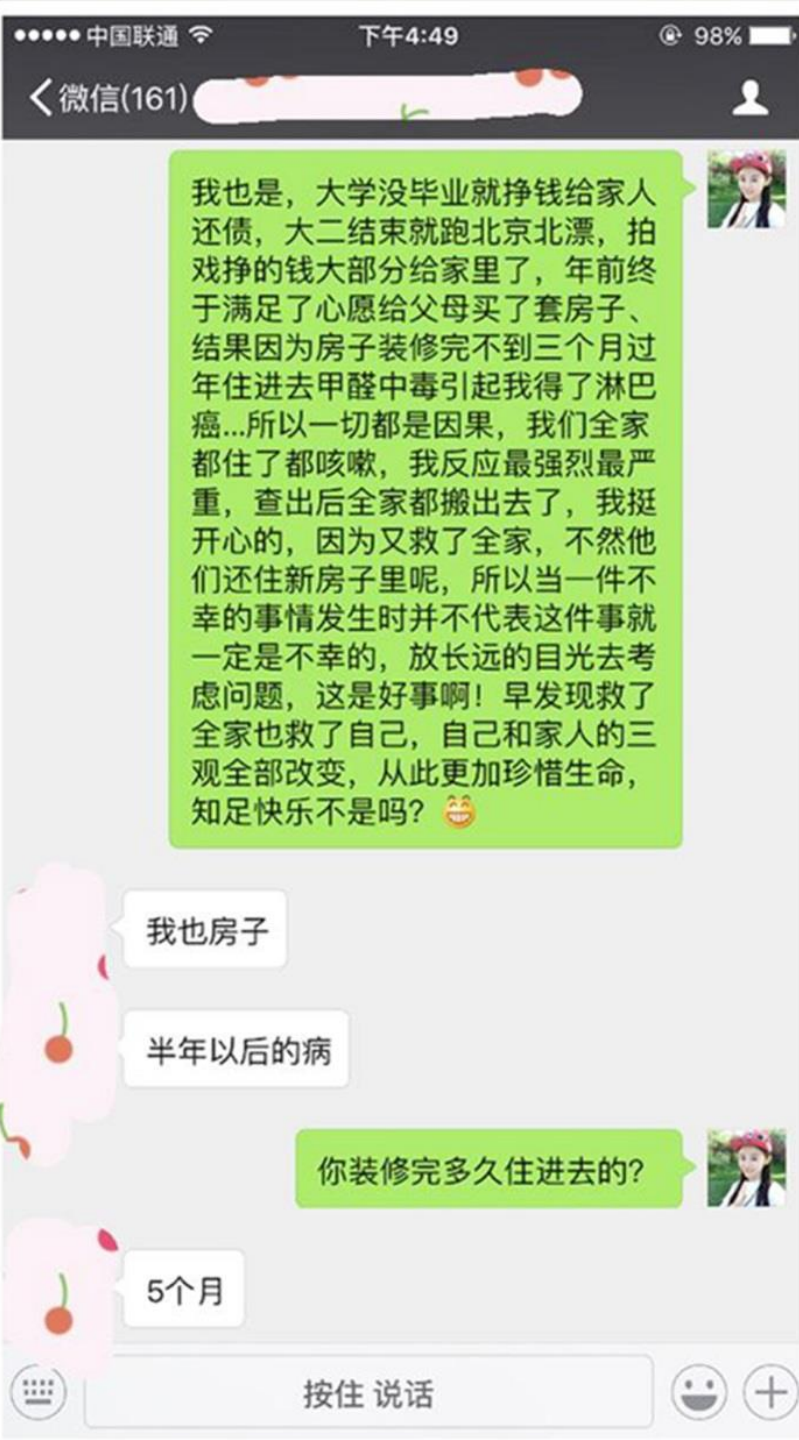 中国联通 下午4:49 98%
微信(161)
我也是，大学没毕业就挣钱给家人
还债，大二结束就跑北京北漂，拍
戏挣的钱大部分给家里了，年前终
于满足了心愿给父母买了套房子、
结果因为房子装修完不到三个月过
年住进去甲醛中毒引起我得了淋巴
癌...所以一切都是因果，我们全家
都住了都咳嗽，我反应最强烈最严
重，查出后全家都搬出去了，我挺
开心的，因为又救了全家，不然他
们还住新房子里呢，所以当一件不
幸的事情发生时并不代表这件事就
一定是不幸的，放长远的目光去考
虑问题，这是好事啊！早发现救了
全家也救了自己，自己和家人的三
观全部改变，从此更加珍惜生命，
知足快乐不是吗？😁
我也房子
半年以后的病
你装修完多久住进去的？
5个月
按住 说话